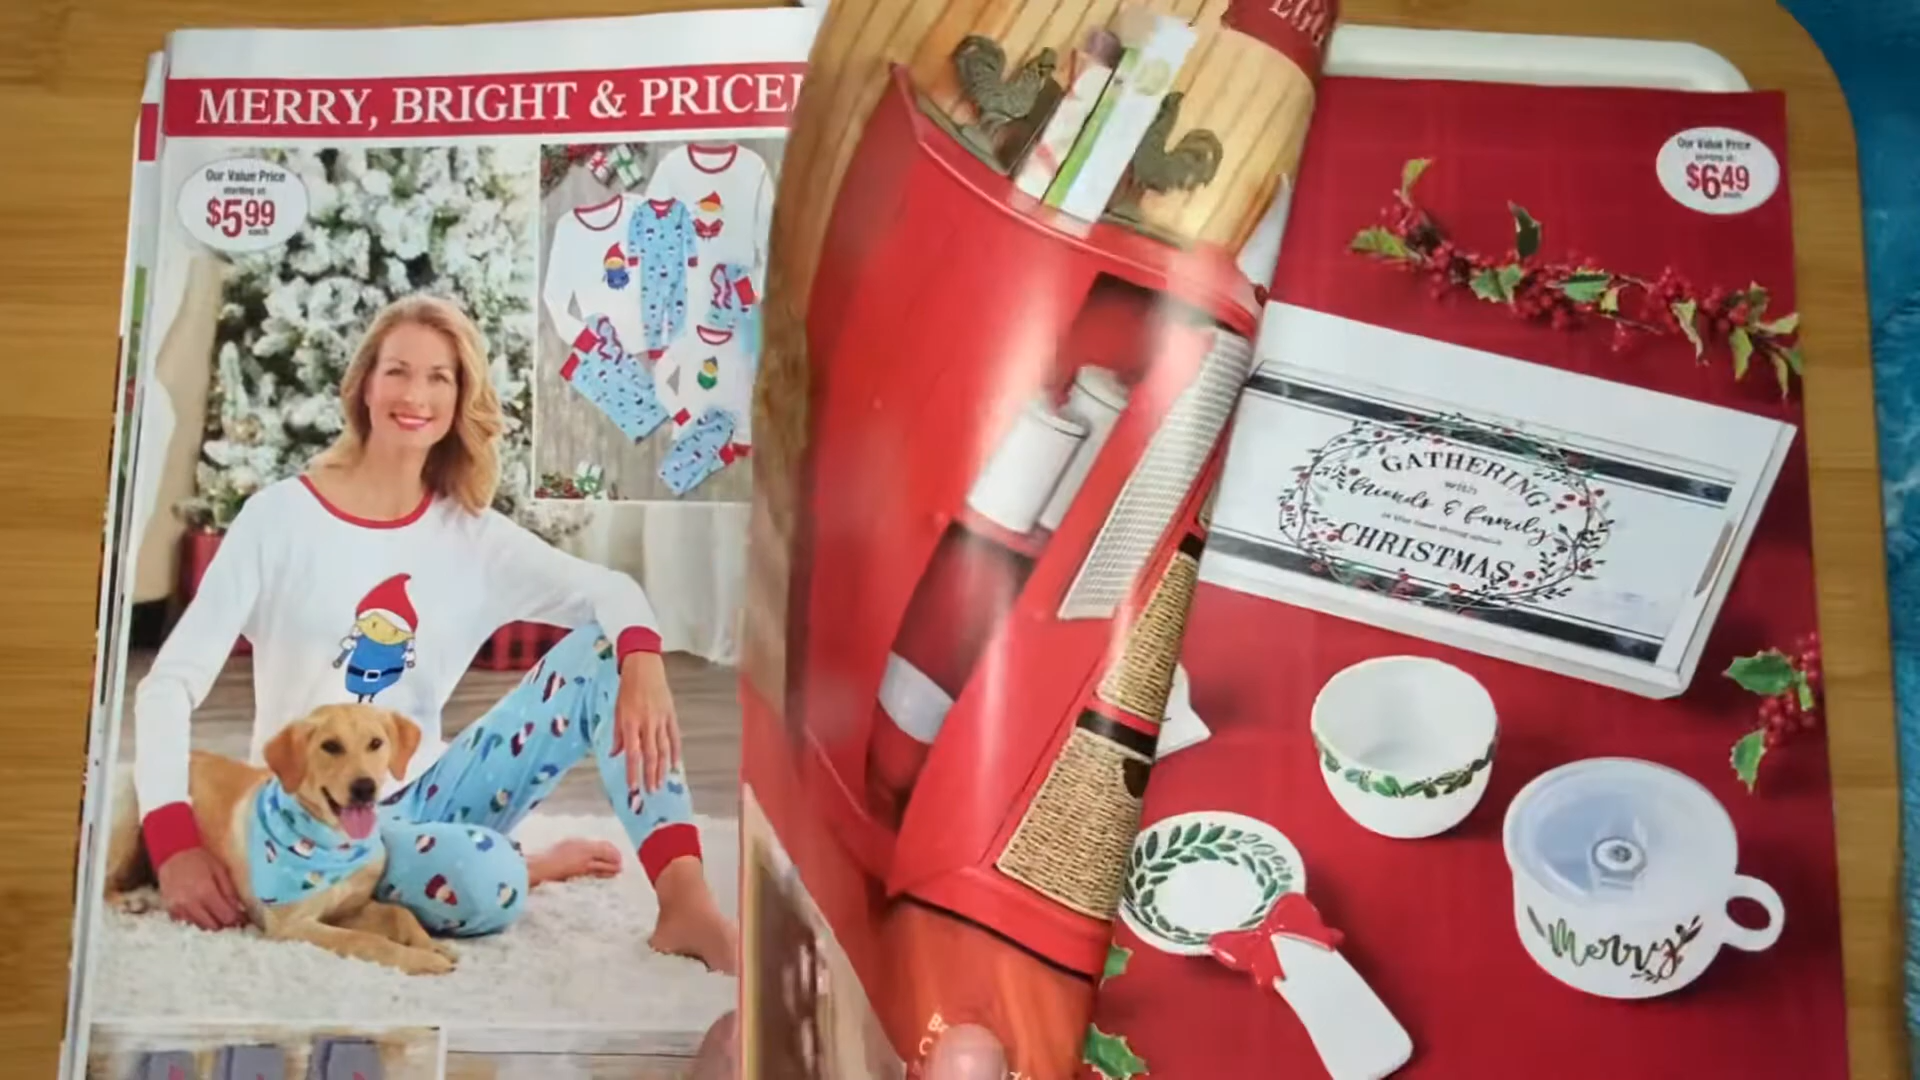 MERRY, BRIGHT & PRICE
Our Value Price
starting at
$5.99
each
Our Value Price
starting at
$6.49
each
GATHERING
with
friends & family
CHRISTMAS
Merry